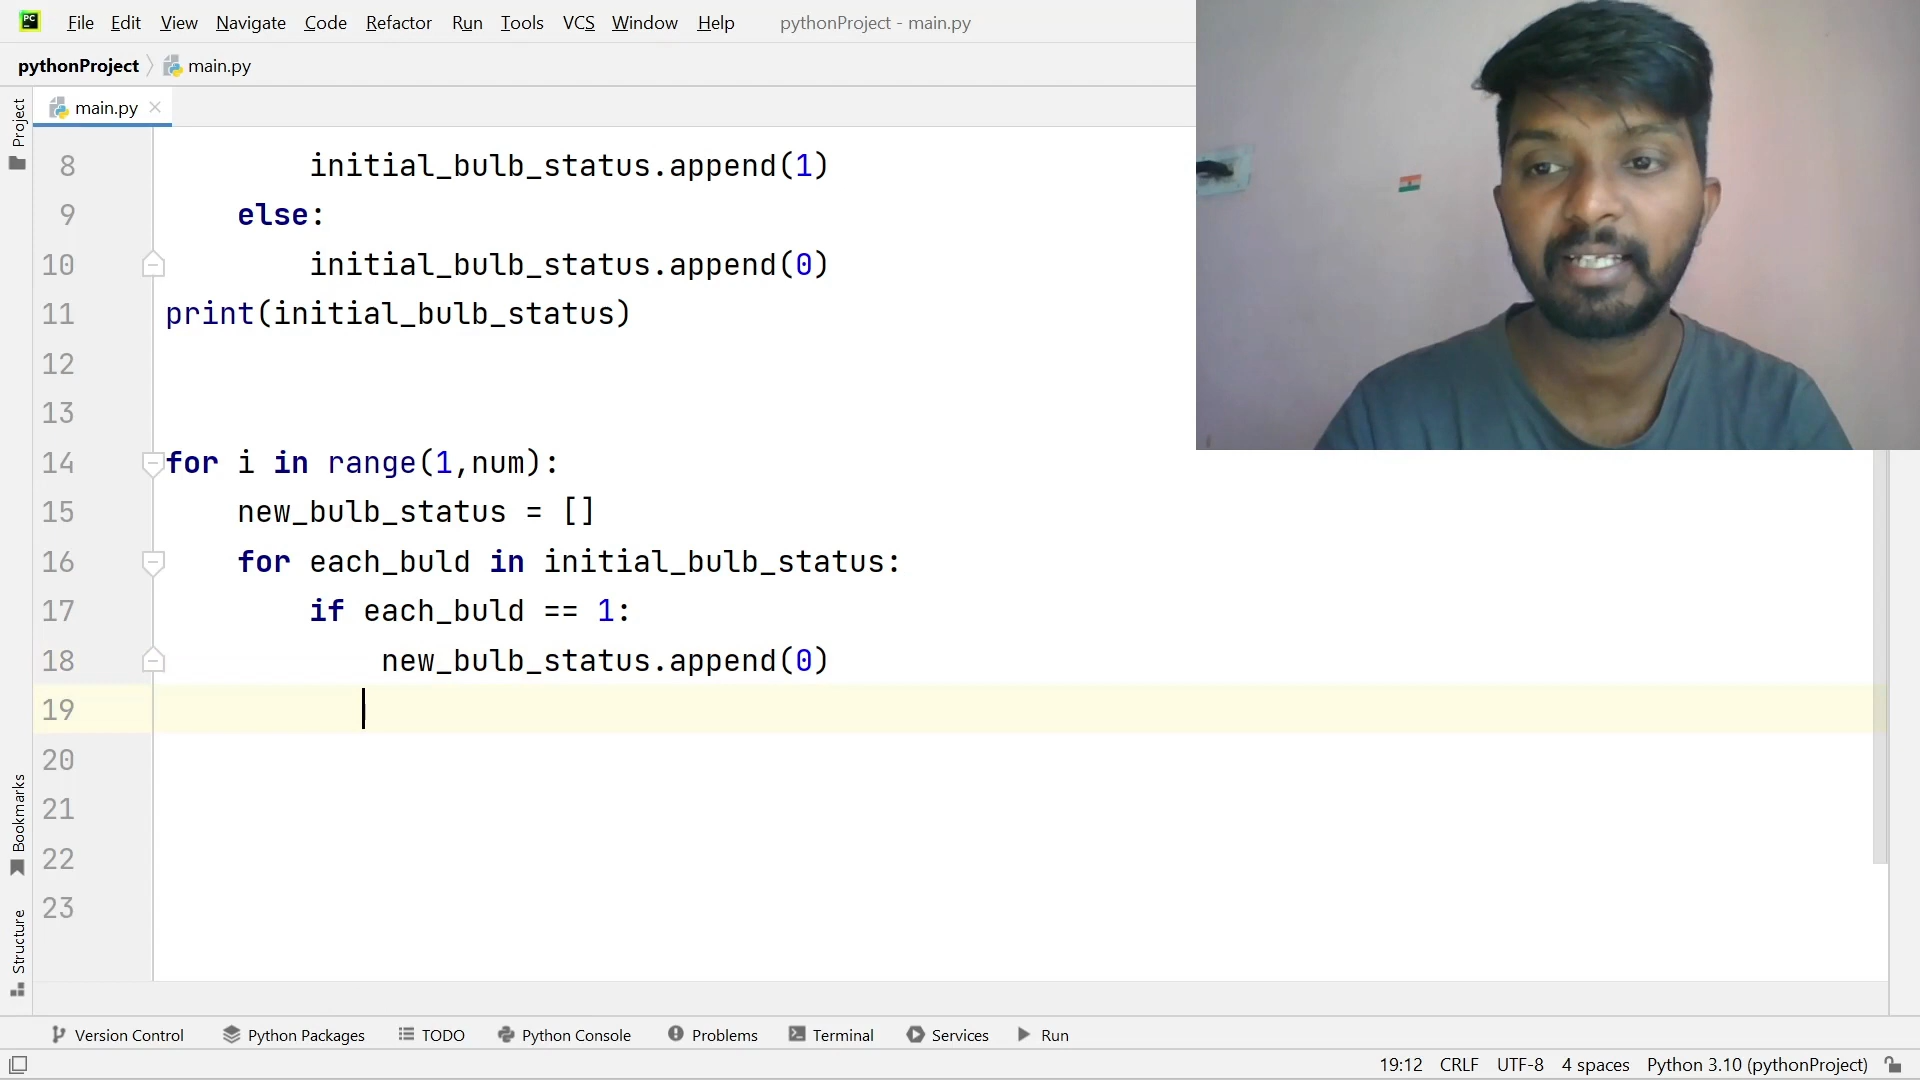 PC File Edit View Navigate Code Refactor Run Tools VCS Window Help pythonProject - main.py
pythonProject main.py
main.py
Project
8 initial_bulb_status.append(1)
9 else:
10 initial_bulb_status.append(0)
11 print(initial_bulb_status)
12
13
14 for i in range(1,num):
15 new_bulb_status = []
16 for each_buld in initial_bulb_status:
17 if each_buld == 1:
18 new_bulb_status.append(0)
19
20
21
22
23
Bookmarks
Structure
Version Control Python Packages TODO Python Console Problems Terminal Services Run
19:12 CRLF UTF-8 4 spaces Python 3.10 (pythonProject)